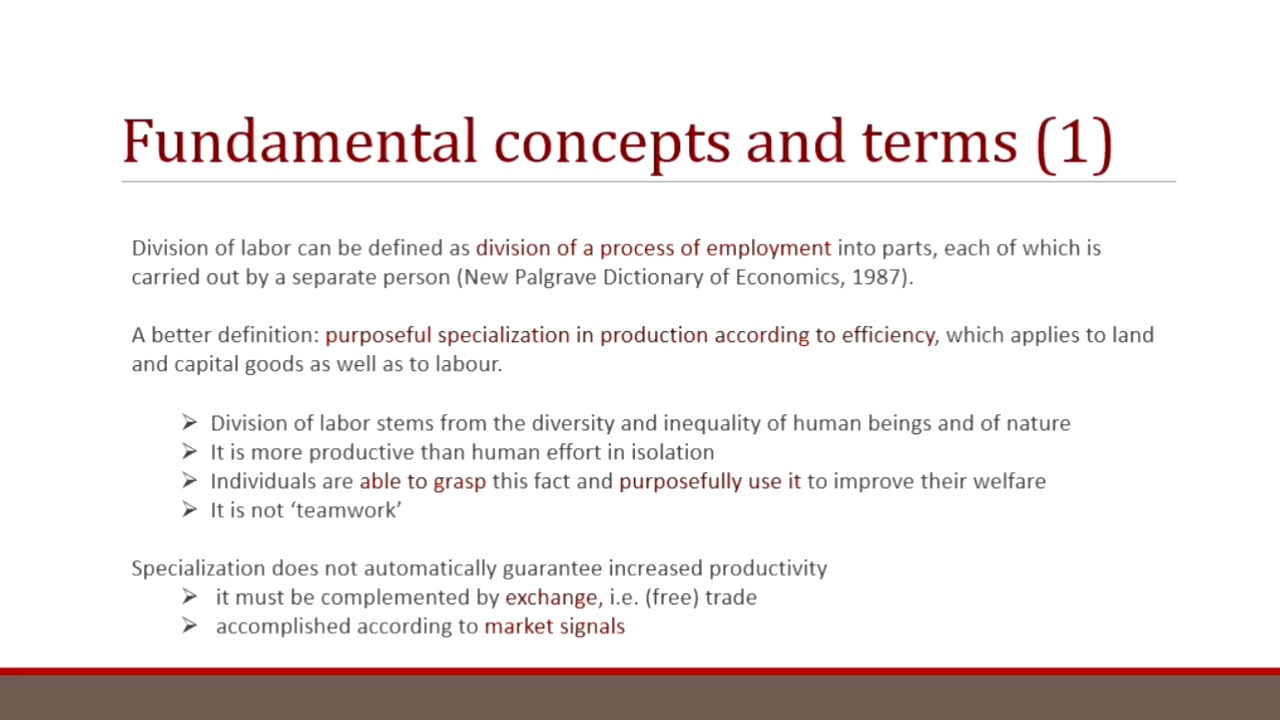 Fundamental concepts and terms (1)
Division of labor can be defined as division of a process of employment into parts, each of which is
carried out by a separate person (New Palgrave Dictionary of Economics, 1987).
A better definition: purposeful specialization in production according to efficiency, which applies to land
and capital goods as well as to labour.
➢ Division of labor stems from the diversity and inequality of human beings and of nature
➢ It is more productive than human effort in isolation
➢ Individuals are able to grasp this fact and purposefully use it to improve their welfare
➢ It is not ‘teamwork’
Specialization does not automatically guarantee increased productivity
➢ it must be complemented by exchange, i.e. (free) trade
➢ accomplished according to market signals